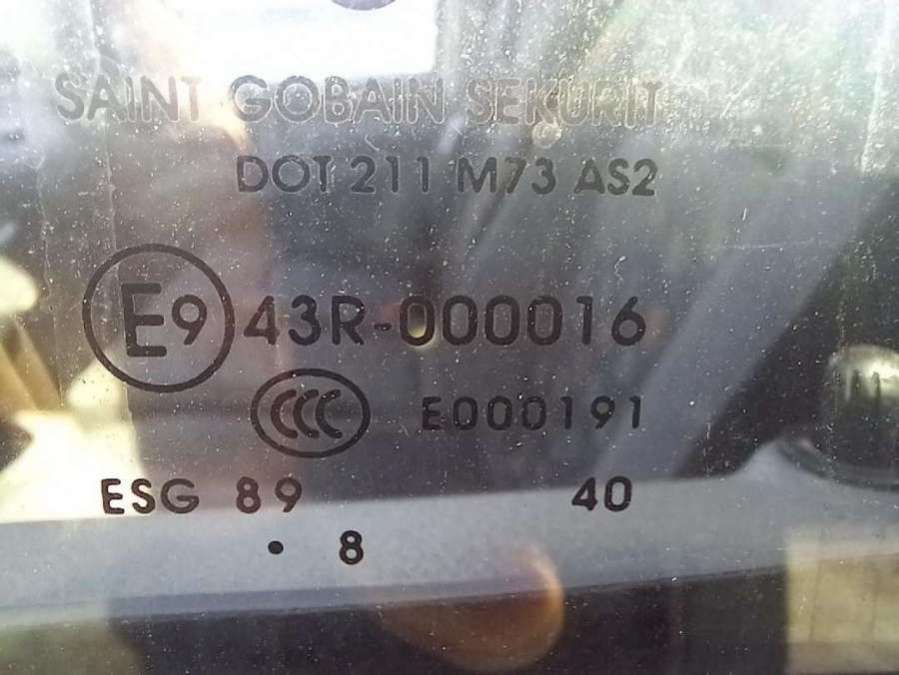 SAINT GOBAIN SEKURIT
DOT 211 M73 AS2
E9 43R-000016
CCC E000191
ESG 89 40
• 8